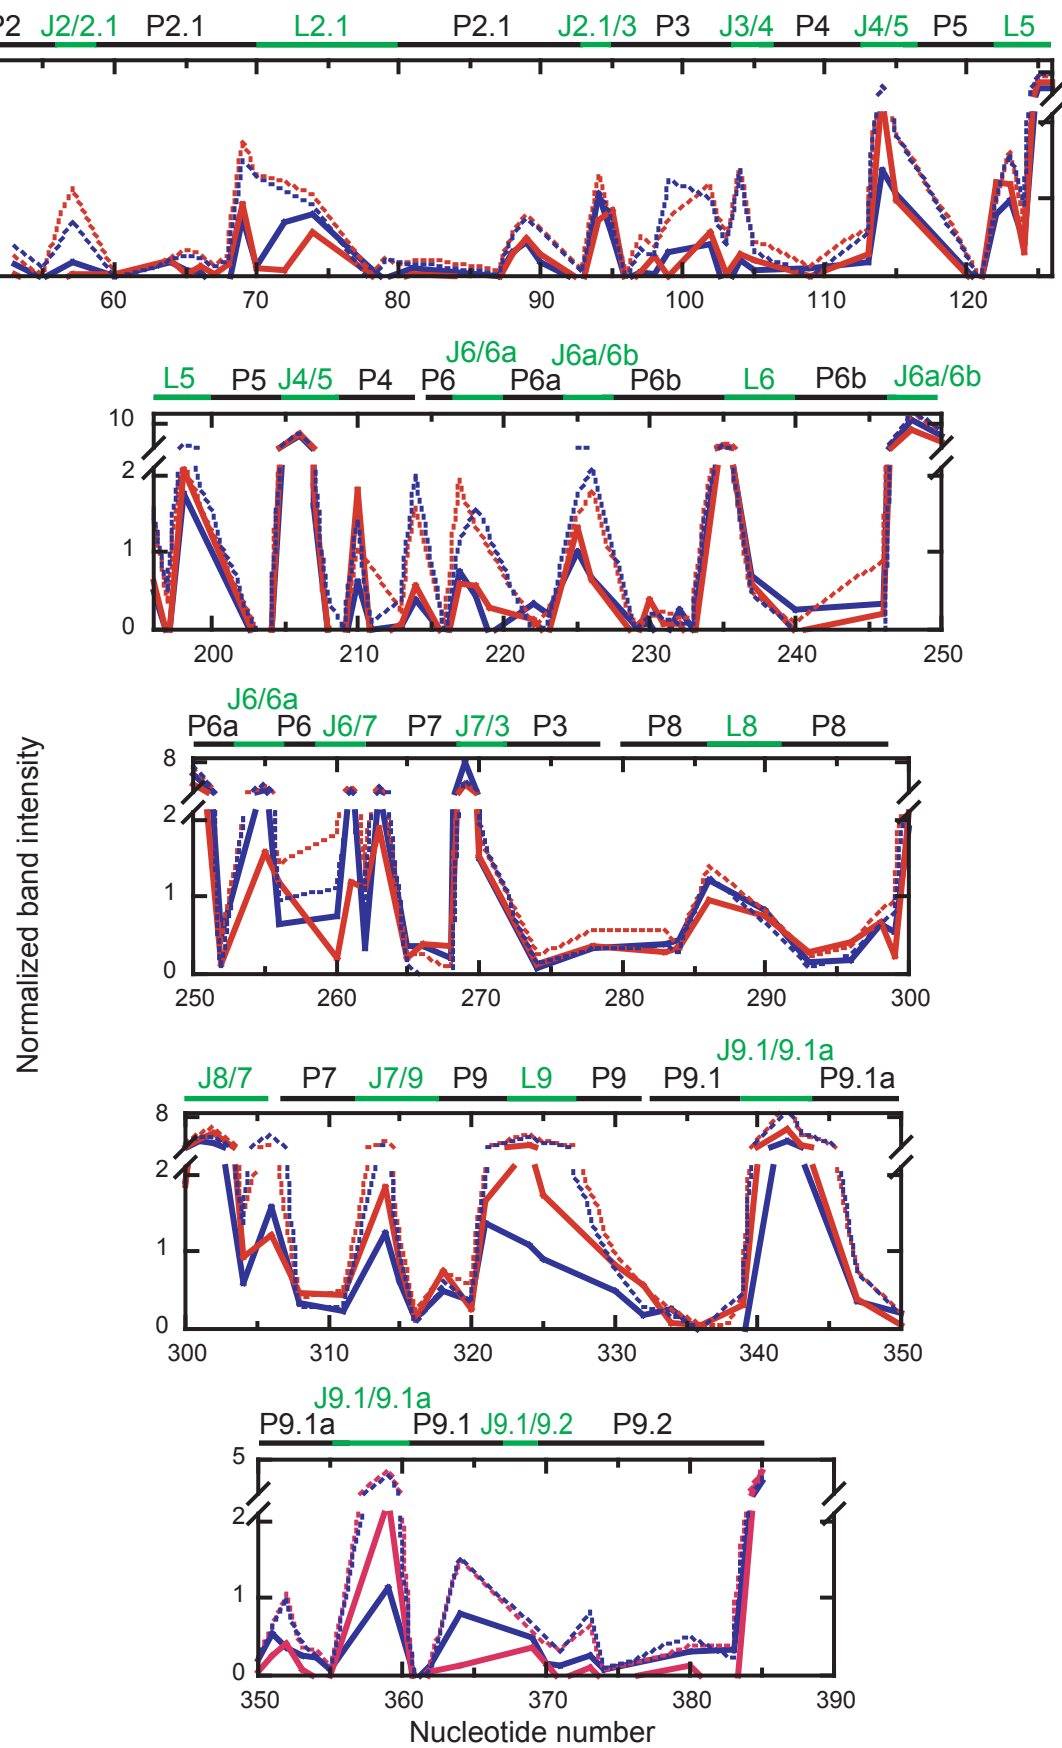 P2 J2/2.1 P2.1 L2.1 P2.1 J2.1/3 P3 J3/4 P4 J4/5 P5 L5
60 70 80 90 100 110 120
J6/6a J6a/6b
L5 P5 J4/5 P4 P6 P6a P6b L6 P6b J6a/6b
10
2
1
0
200 210 220 230 240 250
J6/6a
P6a P6 J6/7 P7 J7/3 P3 P8 L8 P8
8
2
1
0
250 260 270 280 290 300
Normalized band intensity
J9.1/9.1a
J8/7 P7 J7/9 P9 L9 P9 P9.1 P9.1a
8
2
1
0
300 310 320 330 340 350
J9.1/9.1a
P9.1a P9.1 J9.1/9.2 P9.2
5
2
1
0
350 360 370 380 390
Nucleotide number